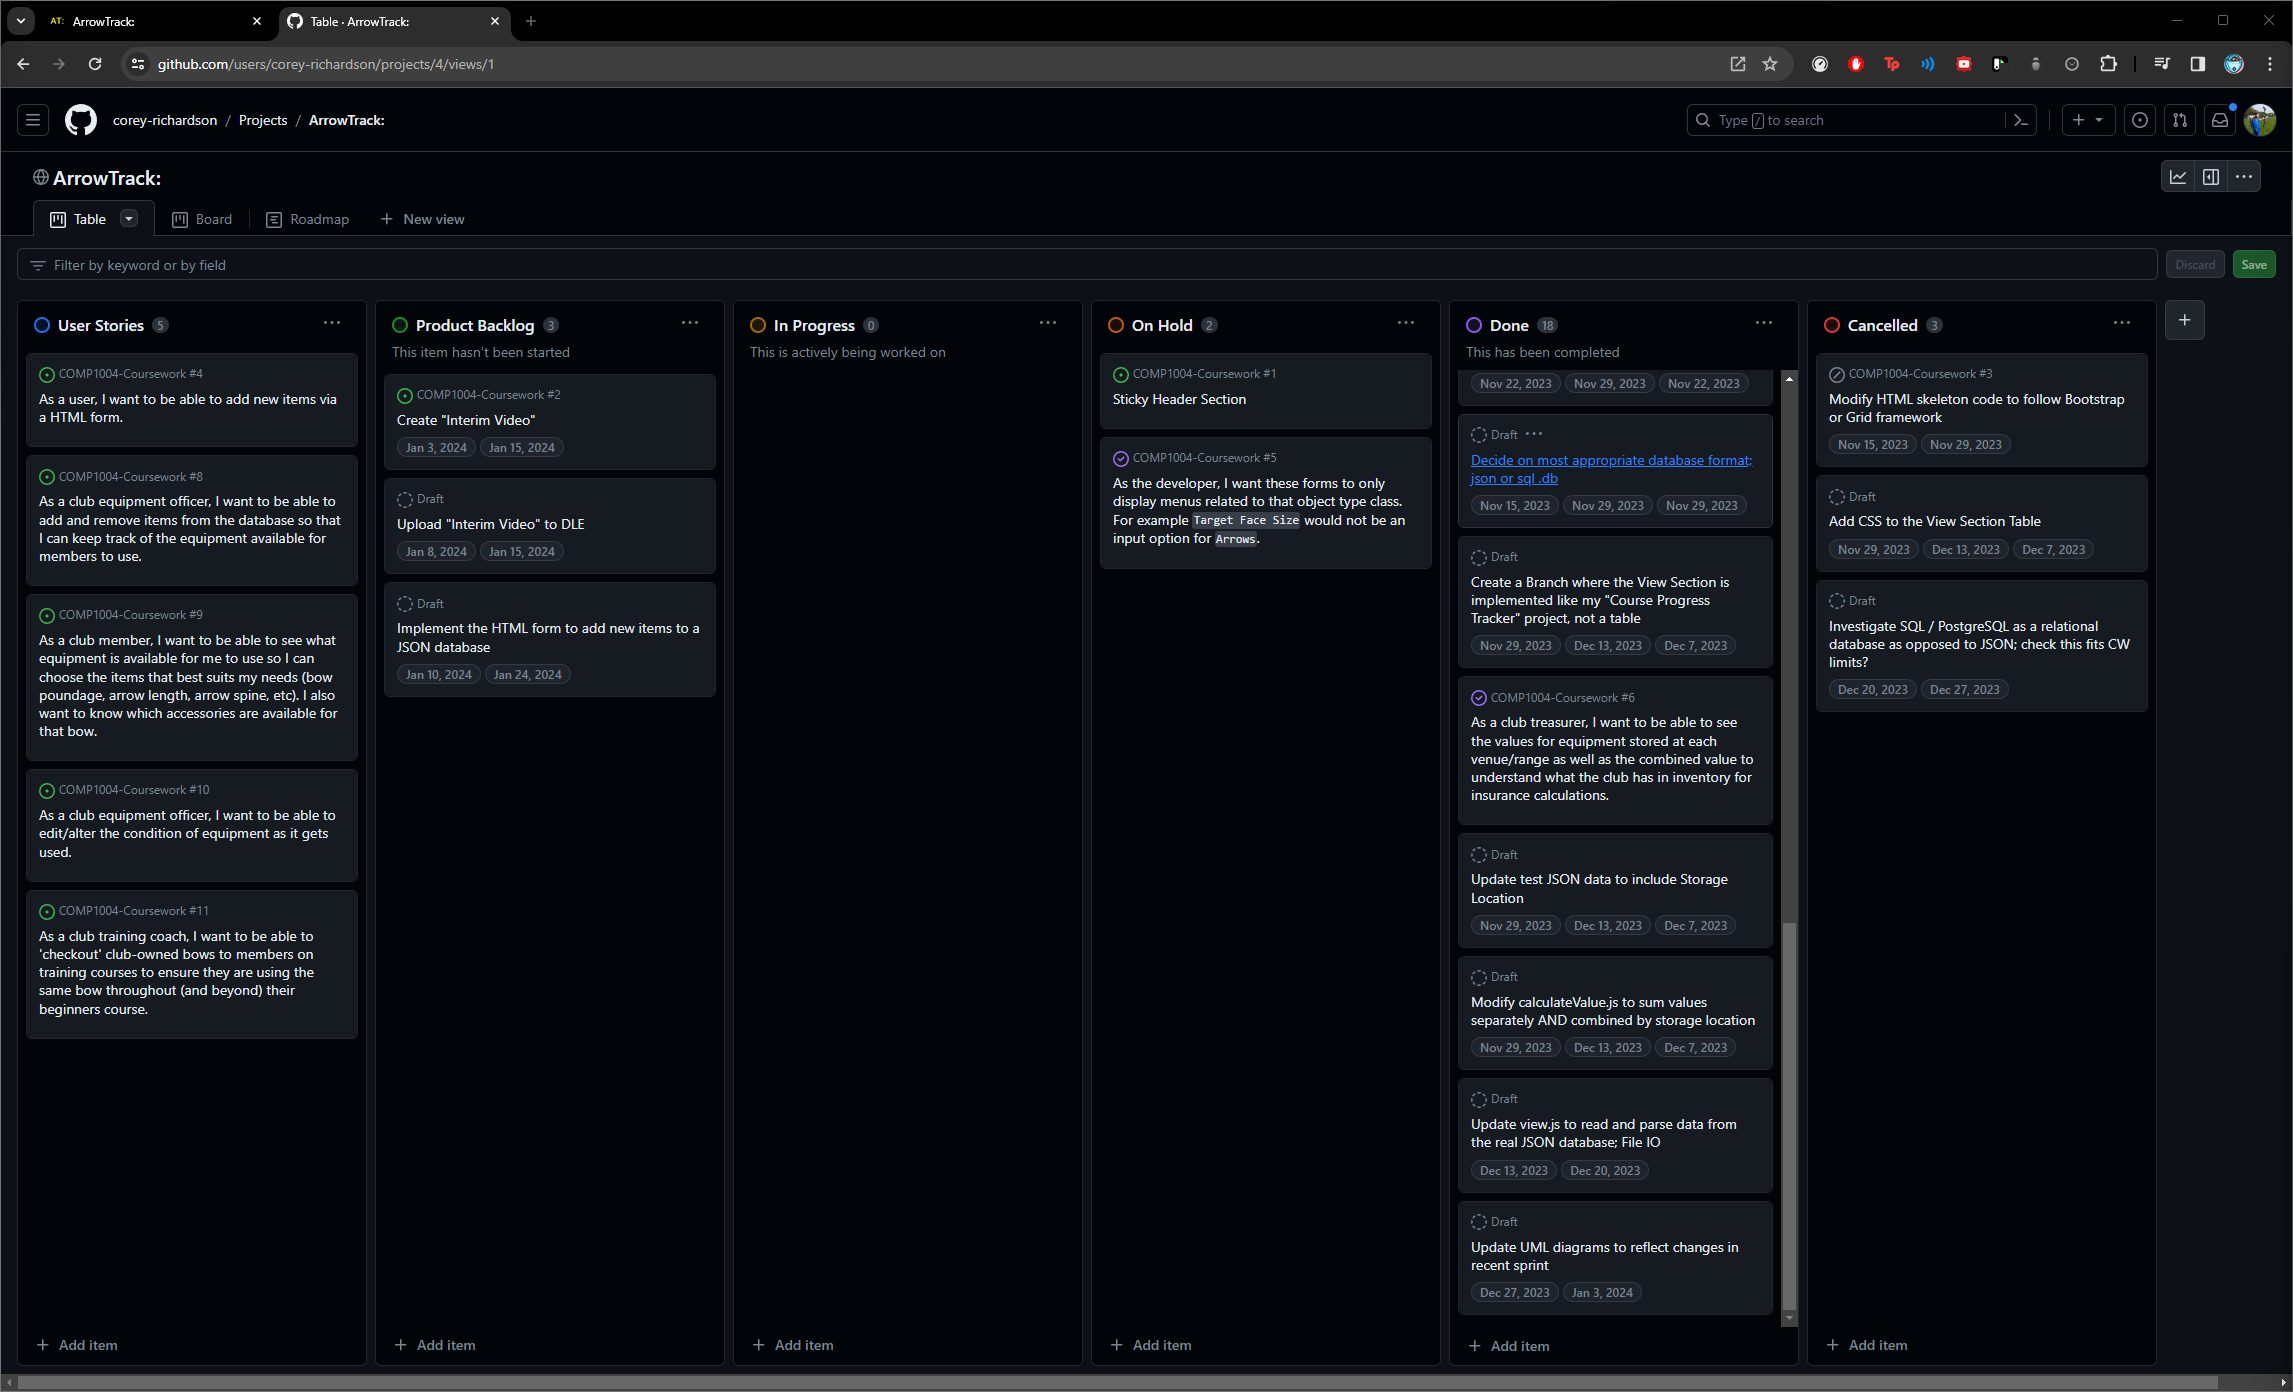 AT: ArrowTrack:
Table · ArrowTrack:
github.com/users/corey-richardson/projects/4/views/1
Tp
corey-richardson / Projects / ArrowTrack:
Type / to search
ArrowTrack:
Table
Board
Roadmap
+ New view
Filter by keyword or by field
Discard
Save
User Stories 5
COMP1004-Coursework #4
As a user, I want to be able to add new items via
a HTML form.
COMP1004-Coursework #8
As a club equipment officer, I want to be able to
add and remove items from the database so that
I can keep track of the equipment available for
members to use.
COMP1004-Coursework #9
As a club member, I want to be able to see what
equipment is available for me to use so I can
choose the items that best suits my needs (bow
poundage, arrow length, arrow spine, etc). I also
want to know which accessories are available for
that bow.
COMP1004-Coursework #10
As a club equipment officer, I want to be able to
edit/alter the condition of equipment as it gets
used.
COMP1004-Coursework #11
As a club training coach, I want to be able to
'checkout' club-owned bows to members on
training courses to ensure they are using the
same bow throughout (and beyond) their
beginners course.
+ Add item
Product Backlog 3
This item hasn't been started
COMP1004-Coursework #2
Create "Interim Video"
Jan 3, 2024 Jan 15, 2024
Draft
Upload "Interim Video" to DLE
Jan 8, 2024 Jan 15, 2024
Draft
Implement the HTML form to add new items to a
JSON database
Jan 10, 2024 Jan 24, 2024
+ Add item
In Progress 0
This is actively being worked on
+ Add item
On Hold 2
COMP1004-Coursework #1
Sticky Header Section
COMP1004-Coursework #5
As the developer, I want these forms to only
display menus related to that object type class.
For example Target Face Size would not be an
input option for Arrows.
+ Add item
Done 18
This has been completed
Nov 22, 2023 Nov 29, 2023 Nov 22, 2023
Draft
Decide on most appropriate database format;
json or sql .db
Nov 15, 2023 Nov 29, 2023 Nov 29, 2023
Draft
Create a Branch where the View Section is
implemented like my "Course Progress
Tracker" project, not a table
Nov 29, 2023 Dec 13, 2023 Dec 7, 2023
COMP1004-Coursework #6
As a club treasurer, I want to be able to see
the values for equipment stored at each
venue/range as well as the combined value to
understand what the club has in inventory for
insurance calculations.
Draft
Update test JSON data to include Storage
Location
Nov 29, 2023 Dec 13, 2023 Dec 7, 2023
Draft
Modify calculateValue.js to sum values
separately AND combined by storage location
Nov 29, 2023 Dec 13, 2023 Dec 7, 2023
Draft
Update view.js to read and parse data from
the real JSON database; File IO
Dec 13, 2023 Dec 20, 2023
Draft
Update UML diagrams to reflect changes in
recent sprint
Dec 27, 2023 Jan 3, 2024
+ Add item
Cancelled 3
COMP1004-Coursework #3
Modify HTML skeleton code to follow Bootstrap
or Grid framework
Nov 15, 2023 Nov 29, 2023
Draft
Add CSS to the View Section Table
Nov 29, 2023 Dec 13, 2023 Dec 7, 2023
Draft
Investigate SQL / PostgreSQL as a relational
database as opposed to JSON; check this fits CW
limits?
Dec 20, 2023 Dec 27, 2023
+ Add item